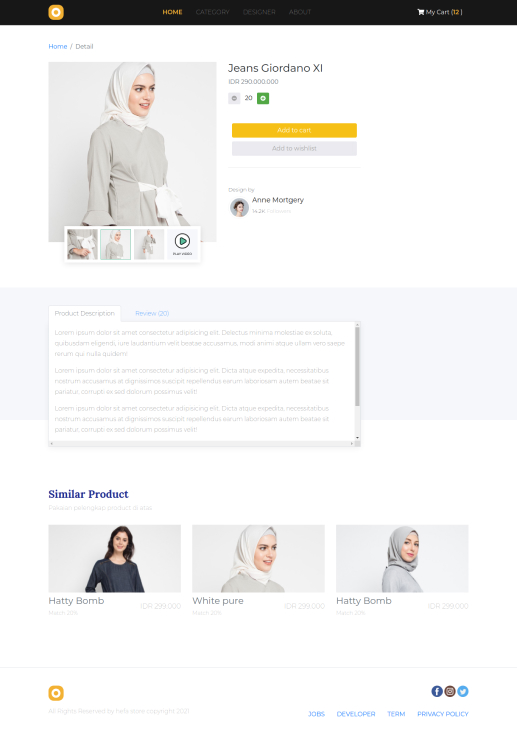 HOME CATEGORY DESIGNER ABOUT My Cart (12 )
Home / Detail
Jeans Giordano XI
IDR 290.000.000
20
Add to cart
Add to wishlist
Design by
Anne Mortgery
14.2K Followers
PLAY VIDEO
Product Description Review (20)
Lorem ipsum dolor sit amet consectetur adipisicing elit. Delectus minima molestiae ex soluta,
quibusdam eligendi, iure laudantium velit beatae accusamus, modi animi atque ullam vero saepe
rerum qui nulla quidem!
Lorem ipsum dolor sit amet consectetur adipisicing elit. Dicta atque expedita, necessitatibus
nostrum accusamus at dignissimos suscipit repellendus earum laboriosam autem beatae sit
pariatur, corrupti ex sed dolorum possimus velit!
Lorem ipsum dolor sit amet consectetur adipisicing elit. Dicta atque expedita, necessitatibus
nostrum accusamus at dignissimos suscipit repellendus earum laboriosam autem beatae sit
pariatur, corrupti ex sed dolorum possimus velit!
Similar Product
Pakaian pelengkap product di atas
Hatty Bomb
IDR 299.000
March 2019
White pure
IDR 299.000
March 2019
Hatty Bomb
IDR 299.000
March 2019
All Rights Reserved by copyright 2021
JOBS DEVELOPER TERM PRIVACY POLICY